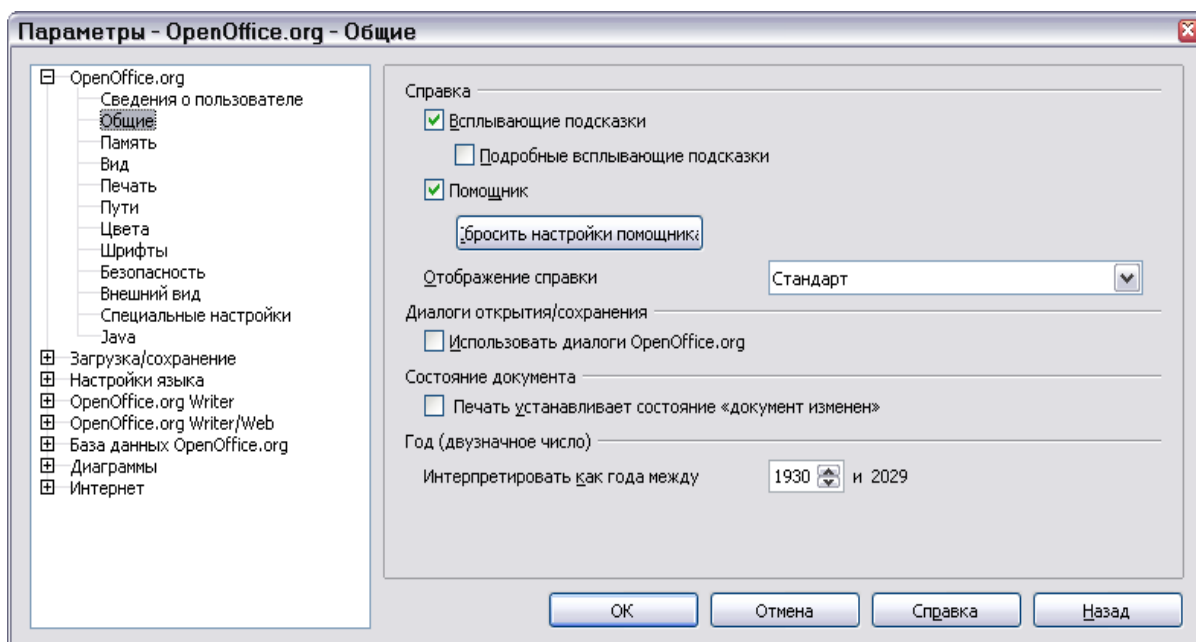 Параметры - OpenOffice.org - Общие
OpenOffice.org
Сведения о пользователе
Общие
Память
Вид
Печать
Пути
Цвета
Шрифты
Безопасность
Внешний вид
Специальные настройки
Java
Загрузка/сохранение
Настройки языка
OpenOffice.org Writer
OpenOffice.org Writer/Web
База данных OpenOffice.org
Диаграммы
Интернет
Справка
Всплывающие подсказки
Подробные всплывающие подсказки
Помощник
Сбросить настройки помощника
Отображение справки Стандарт
Диалоги открытия/сохранения
Использовать диалоги OpenOffice.org
Состояние документа
Печать устанавливает состояние «документ изменен»
Год (двузначное число)
Интерпретировать как года между 1930 и 2029
ОК Отмена Справка Назад